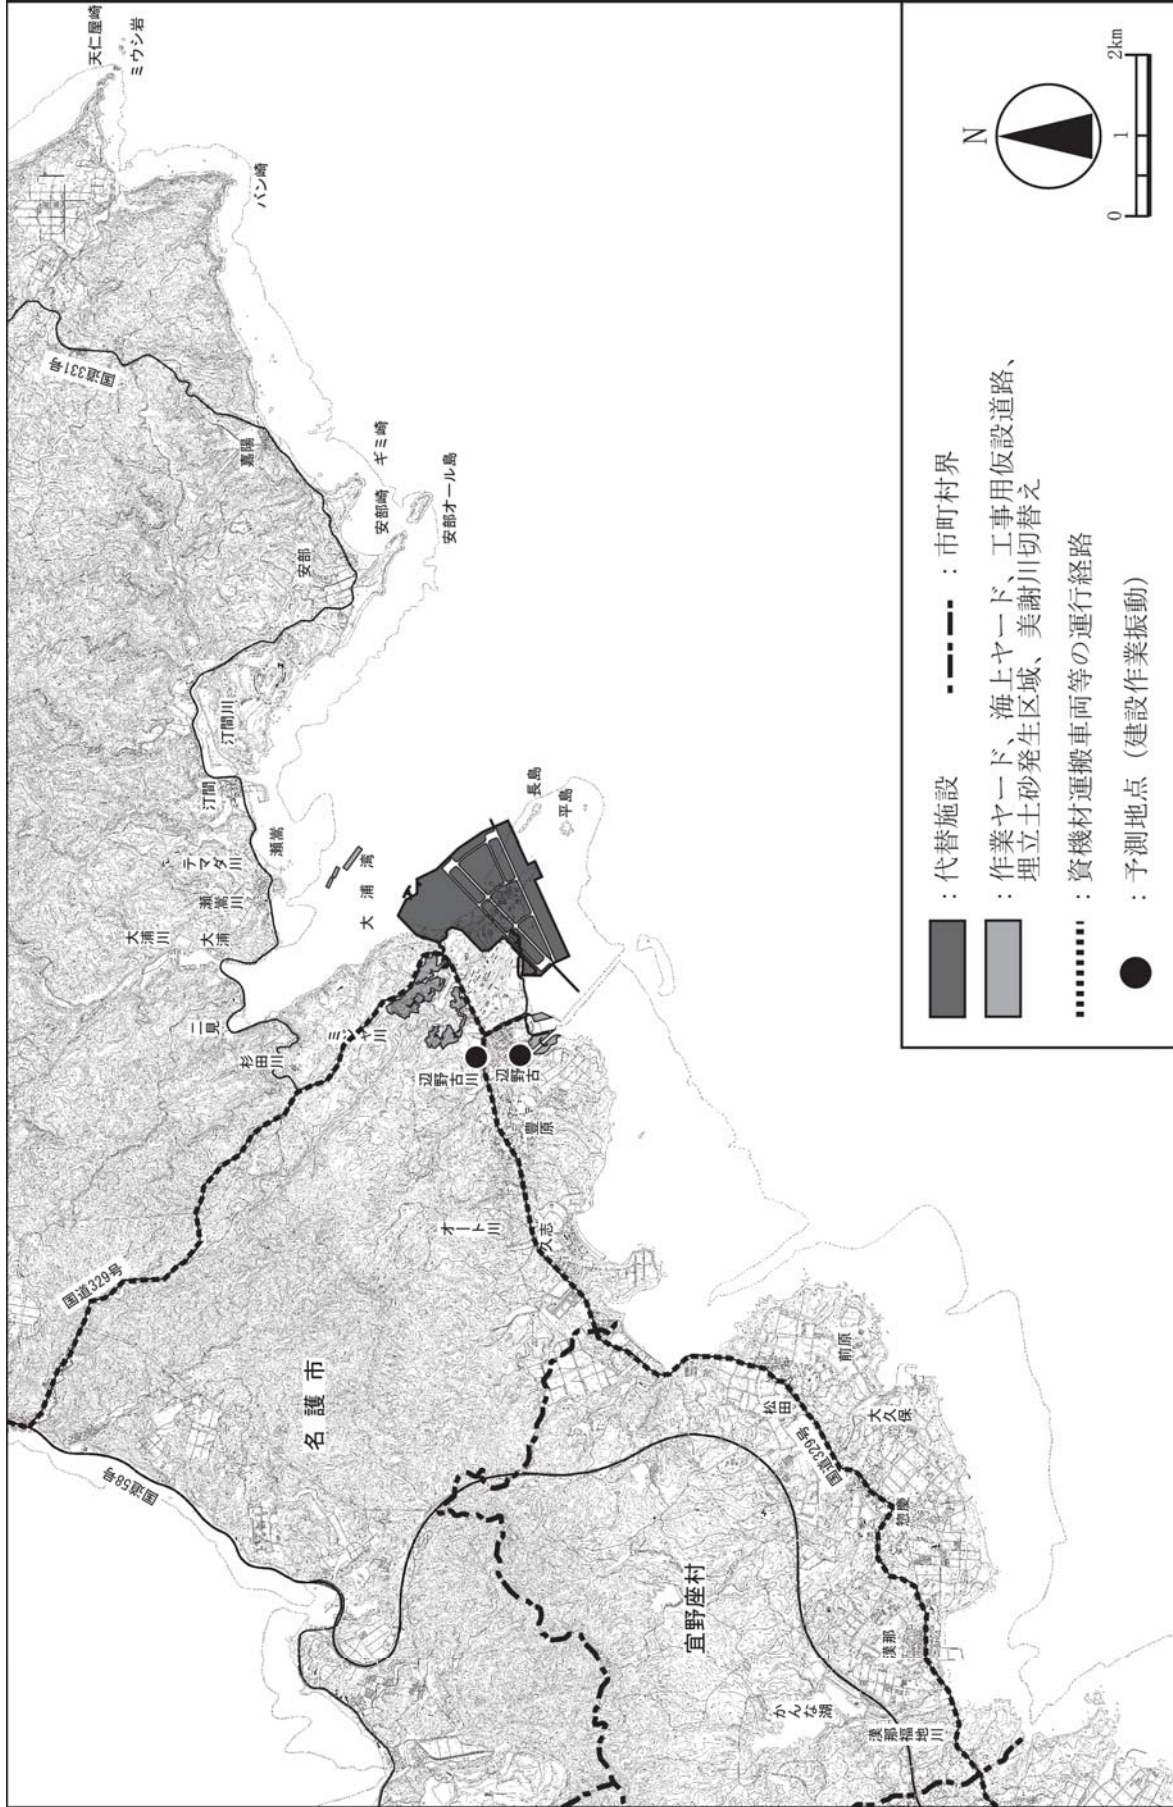 天仁屋崎
ミウシ岩
バン崎
国道331号
嘉陽
ギミ崎
安部崎
安部オール島
安部
汀間川
汀間
テマダ川
瀬嵩
瀬嵩川
大浦川
大浦
大浦湾
長島
平島
二見
杉田川
辺野古川
辺野古
豊原
国道329号
オート川
久志
名護市
国道58号
前原
松田
大久保
国道329号
惣慶
宜野座村
漢那
かんな湖
漢那福地川
：代替施設
：市町村界
：作業ヤード、海上ヤード、工事用仮設道路、
埋立土砂発生区域、美謝川切替え
：資機材運搬車両等の運行経路
：予測地点（建設作業振動）
N
0 1 2km